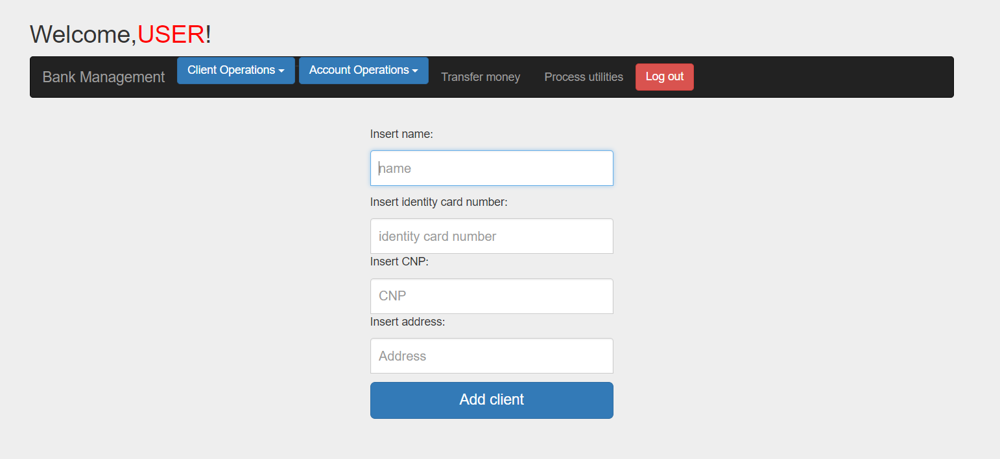 Welcome,USER!
Bank Management Client Operations Account Operations Transfer money Process utilities Log out
Insert name:
name
Insert identity card number:
identity card number
Insert CNP:
CNP
Insert address:
Address
Add client